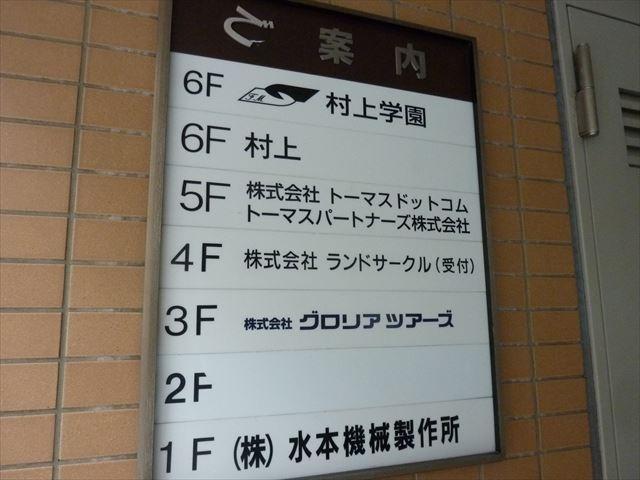 ご案内
6F 村上学園
6F 村上
5F 株式会社 トーマスドットコム
トーマスパートナーズ株式会社
4F 株式会社 ランドサークル(受付)
3F 株式会社 グロリア ツアーズ
2F
1F (株) 水本機械製作所